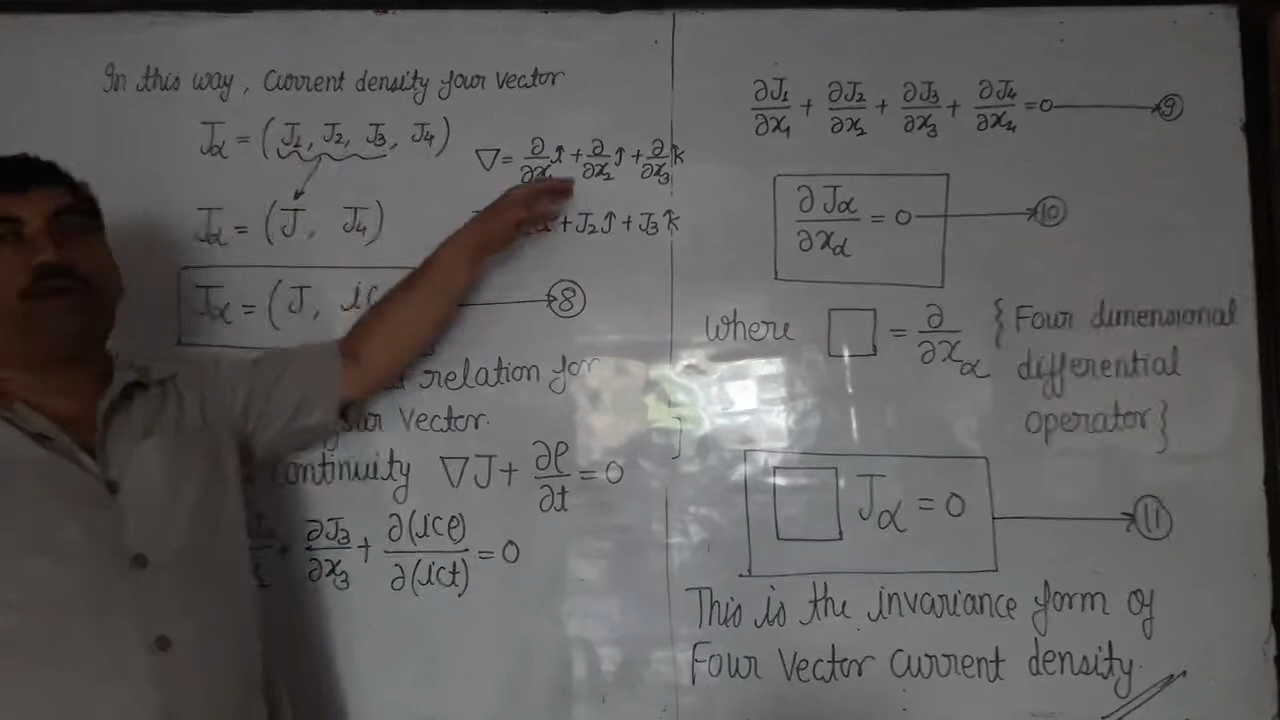 In this way, Current density four vector
Jα = (J1, J2, J3, J4)
∇ = ∂/∂x1 î + ∂/∂x2 ĵ + ∂/∂x3 k̂
Jα = (J, J4)
+ J2ĵ + J3k̂
Jα = (J, ic → (8)
relation for
four vector.
continuity ∇J + ∂ρ/∂t = 0
∂J3/∂x3 + ∂(icρ)/∂(ict) = 0
∂J1/∂x1 + ∂J2/∂x2 + ∂J3/∂x3 + ∂J4/∂x4 = 0 → (9)
∂Jα/∂xα = 0 → (10)
where □ = ∂/∂xα { Four dimensional
differential
operator}
□ Jα = 0 → (11)
This is the invariance form of
Four vector current density.